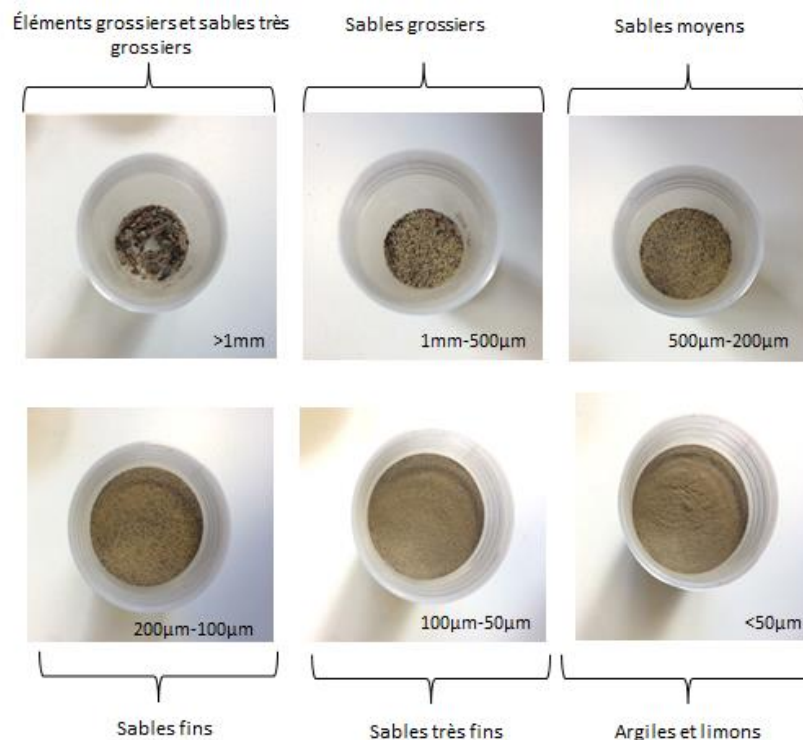 Éléments grossiers et sables très
grossiers
Sables grossiers
Sables moyens
>1mm
1mm-500µm
500µm-200µm
200µm-100µm
100µm-50µm
<50µm
Sables fins
Sables très fins
Argiles et limons